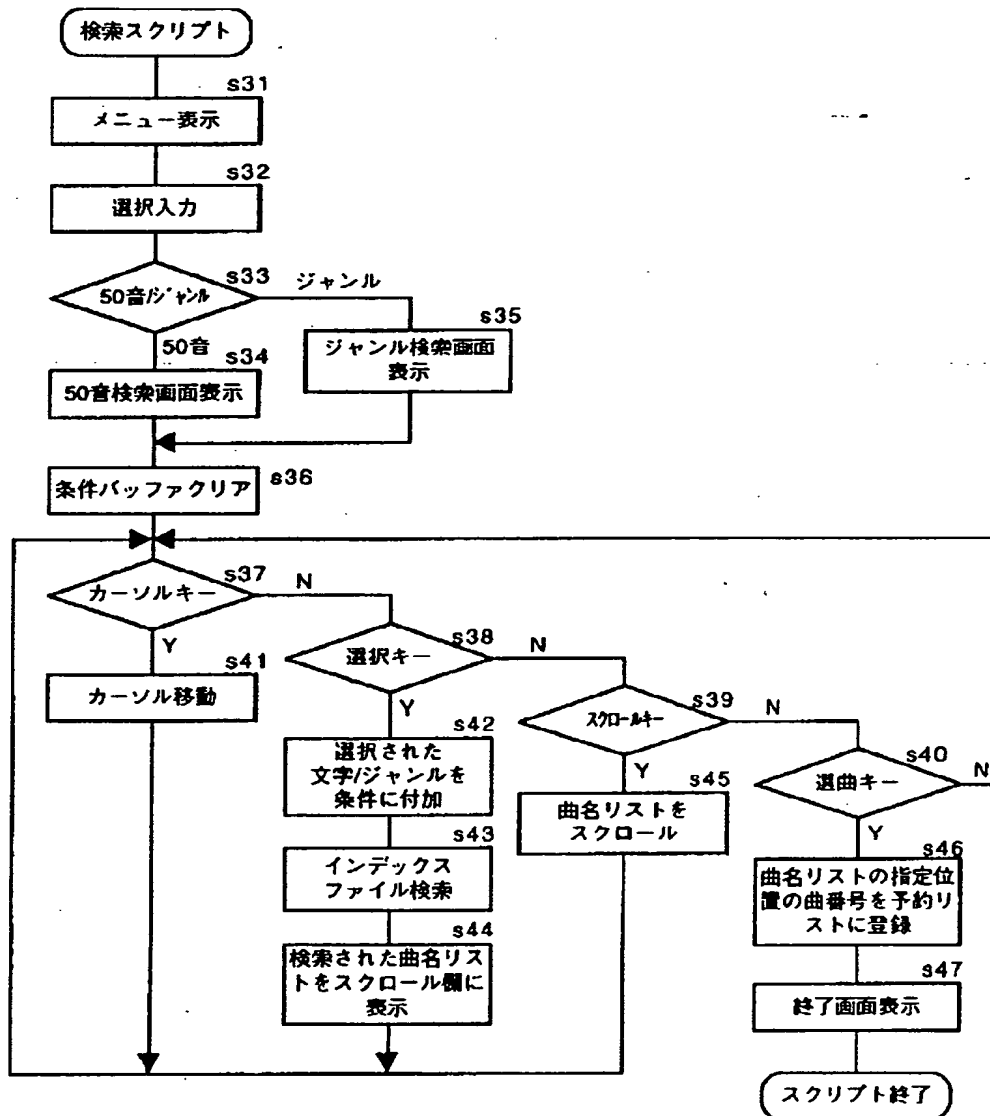 検索スクリプト
s31
メニュー表示
s32
選択入力
s33
50音/ジャンル
ジャンル
50音
s34
50音検索画面表示
s35
ジャンル検索画面
表示
条件バッファクリア
s36
カーソルキー
s37
N
Y
s41
カーソル移動
選択キー
s38
N
Y
s42
選択された
文字/ジャンルを
条件に付加
s43
インデックス
ファイル検索
s44
検索された曲名リス
トをスクロール欄に
表示
スクロールキー
s39
N
Y
s45
曲名リストを
スクロール
選曲キー
s40
N
Y
s46
曲名リストの指定位
置の曲番号を予約リ
ストに登録
s47
終了画面表示
スクリプト終了